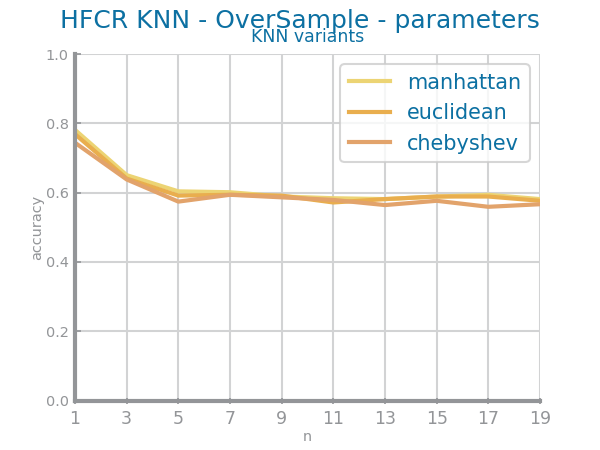 HFCR KNN - OverSample - parameters
KNN variants
manhattan
euclidean
chebyshev
accuracy
1.0
0.8
0.6
0.4
0.2
0.0
1 3 5 7 9 11 13 15 17 19
n